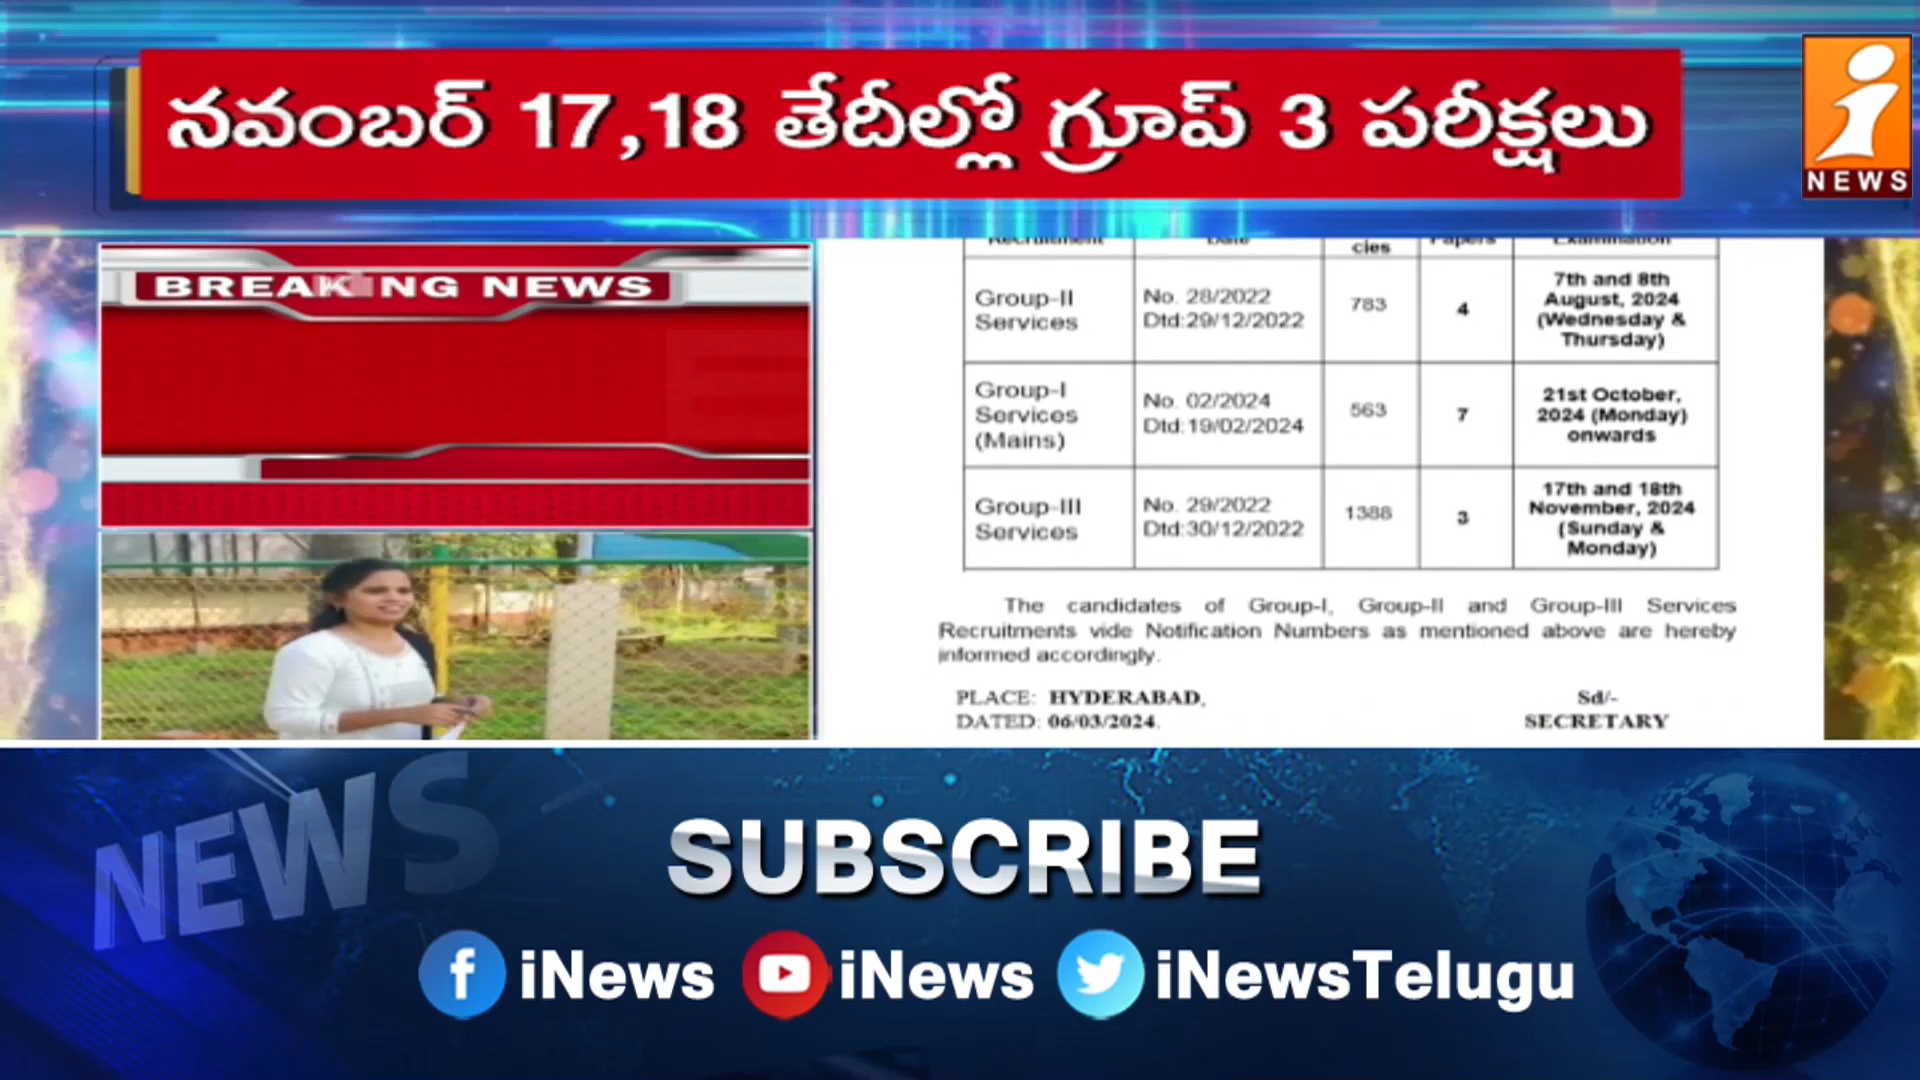 నవంబర్ 17,18 తేదీల్లో గ్రూప్ 3 పరీక్షలు
i
NEWS
BREAKING NEWS
Recruitment Date cies Papers Examination
Group-II Services
No. 28/2022
Dtd:29/12/2022
783
4
7th and 8th
August, 2024
(Wednesday &
Thursday)
Group-I
Services
(Mains)
No. 02/2024
Dtd:19/02/2024
563
7
21st October,
2024 (Monday)
onwards
Group-III
Services
No. 29/2022
Dtd:30/12/2022
1388
3
17th and 18th
November, 2024
(Sunday &
Monday)
The candidates of Group-I, Group-II and Group-III Services
Recruitments vide Notification Numbers as mentioned above are hereby
informed accordingly.
PLACE: HYDERABAD,
DATED: 06/03/2024.
Sd/-
SECRETARY
NEWS
SUBSCRIBE
iNews
iNews
iNewsTelugu